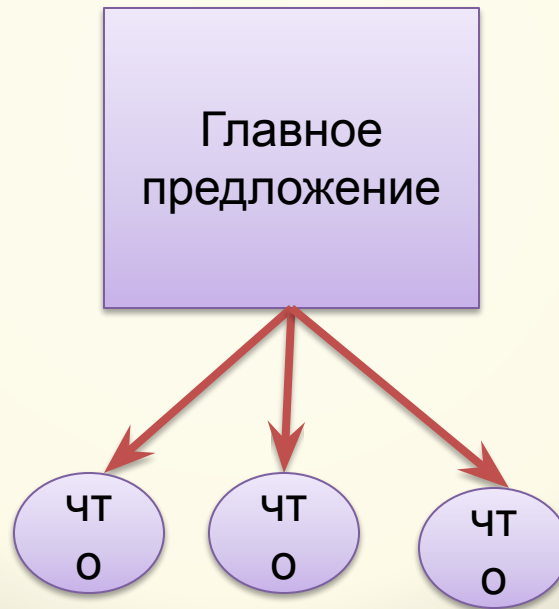 Главное
предложение
чт
о
чт
о
чт
о